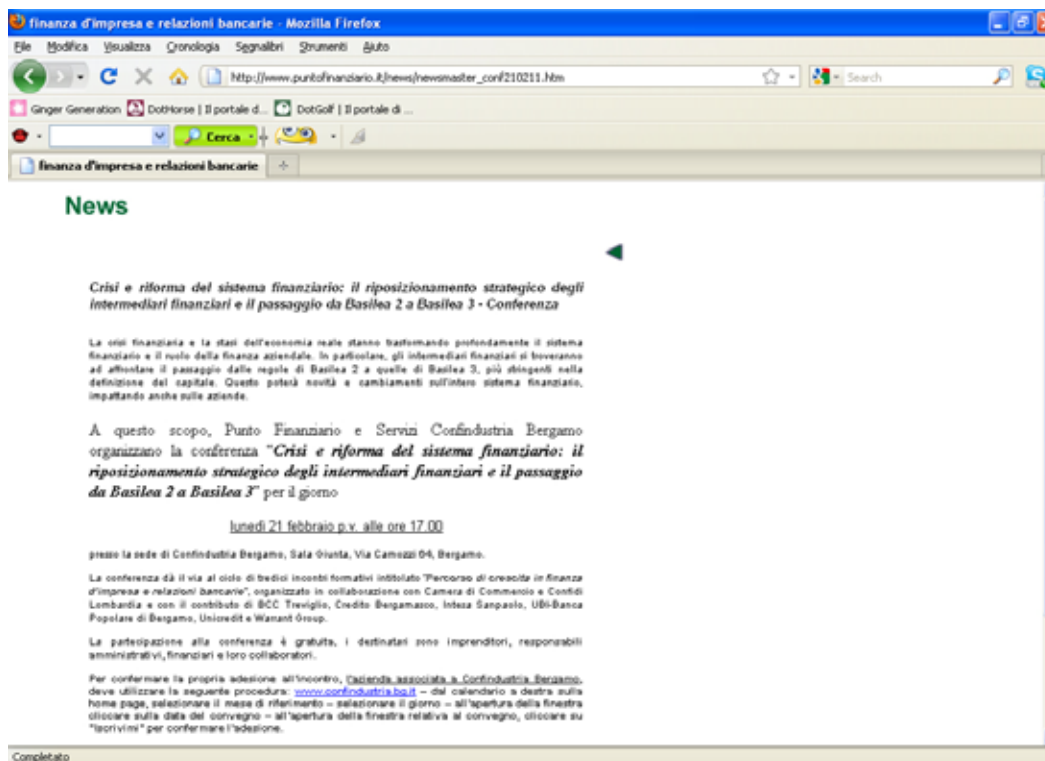 finanza d'impresa e relazioni bancarie - Mozilla Firefox
File Modifica Visualizza Cronologia Segnalibri Strumenti Aiuto
http://www.puntofinanziario.it/news/newsmaster_conf210211.htm Search
Ginger Generation DotHorse | Il portale d... DotGolf | Il portale di ...
Cerca
finanza d'impresa e relazioni bancarie
News
Crisi e riforma del sistema finanziario: il riposizionamento strategico degli
intermediari finanziari e il passaggio da Basilea 2 a Basilea 3 - Conferenza
La crisi finanziaria e la stasi dell'economia reale stanno trasformando profondamente il sistema
finanziario e il ruolo della finanza aziendale. In particolare, gli intermediari finanziari si troveranno
ad affrontare il passaggio dalle regole di Basilea 2 a quelle di Basilea 3, più stringenti nella
definizione del capitale. Questo poterà novità e cambiamenti sull'intero sistema finanziario,
impattando anche sulle aziende.
A questo scopo, Punto Finanziario e Servizi Confindustria Bergamo
organizzano la conferenza "Crisi e riforma del sistema finanziario: il
riposizionamento strategico degli intermediari finanziari e il passaggio
da Basilea 2 a Basilea 3" per il giorno
lunedì 21 febbraio p.v. alle ore 17.00
presso la sede di Confindustria Bergamo, Sala Giunta, Via Camozzi 64, Bergamo.
La conferenza dà il via al ciclo di tredici incontri formativi intitolato "Percorso di crescita in finanza
d'impresa e relazioni bancarie", organizzato in collaborazione con Camera di Commercio e Confidi
Lombardia e con il contributo di BCC Treviglio, Credito Bergamasco, Intesa Sanpaolo, UBI-Banca
Popolare di Bergamo, Unicredit e Warrant Group.
La partecipazione alla conferenza è gratuita, i destinatari sono imprenditori, responsabili
amministrativi, finanziari e loro collaboratori.
Per confermare la propria adesione all'incontro, l'azienda associata a Confindustria Bergamo,
deve utilizzare la seguente procedura: www.confindustria.bg.it – dal calendario a destra sulla
home page, selezionare il mese di riferimento – selezionare il giorno – all'apertura della finestra
cliccare sulla data del convegno – all'apertura della finestra relativa al convegno, cliccare su
"Iscrivimi" per confermare l'adesione.
Completato